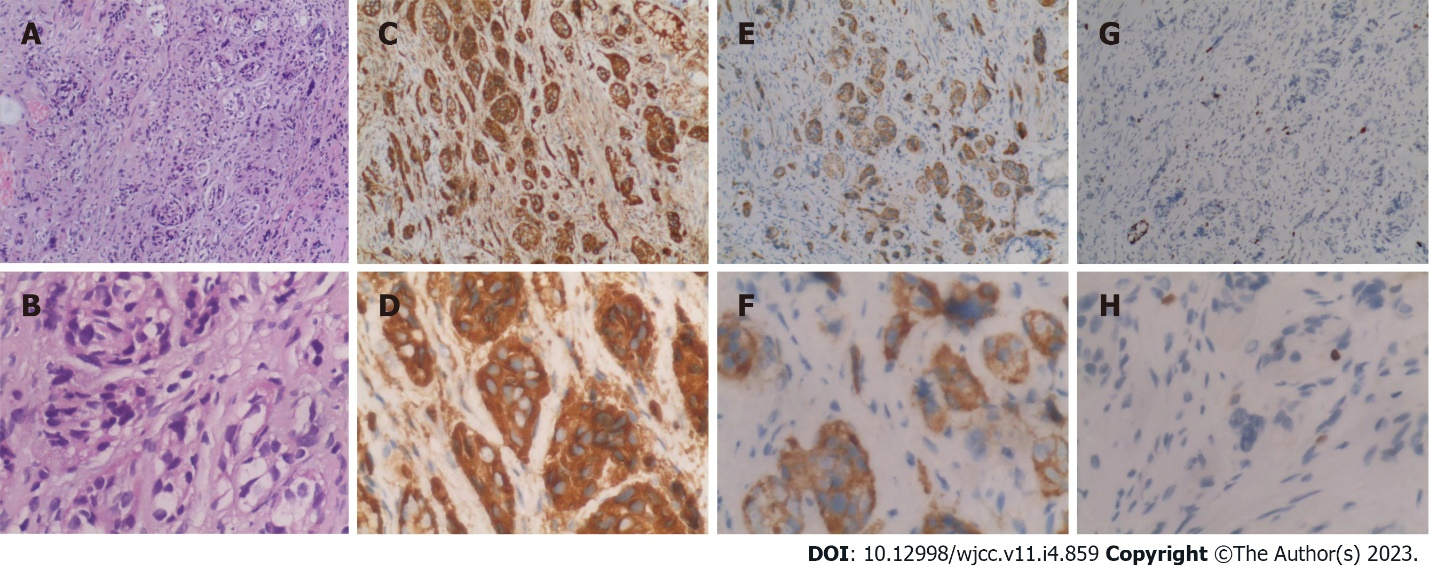 A
C
E
G
B
D
F
H
DOI: 10.12998/wjcc.v11.i4.859 Copyright ©The Author(s) 2023.